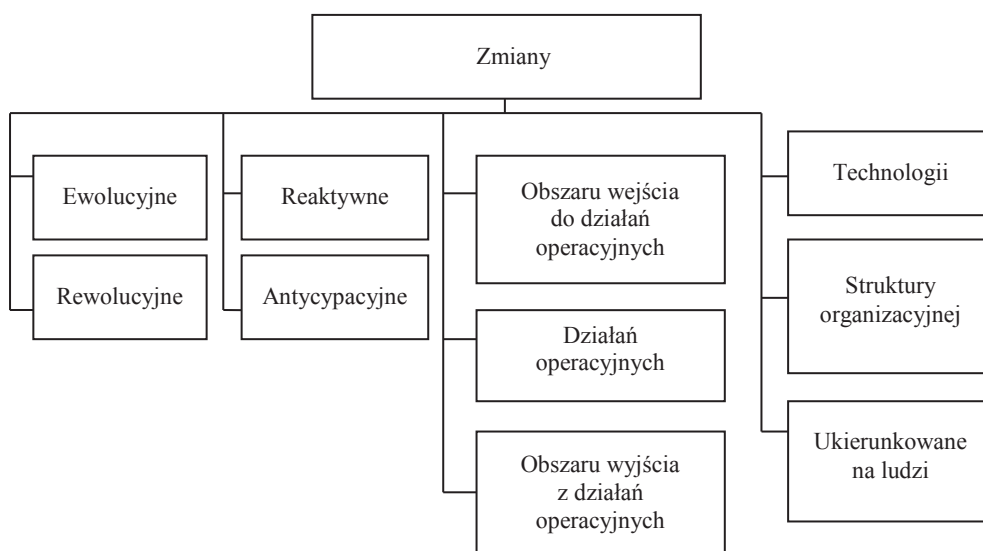 Zmiany
Ewolucyjne
Rewolucyjne
Reaktywne
Antycypacyjne
Obszaru wejścia
do działań
operacyjnych
Działań
operacyjnych
Obszaru wyjścia
z działań
operacyjnych
Technologii
Struktury
organizacyjnej
Ukierunkowane
na ludzi